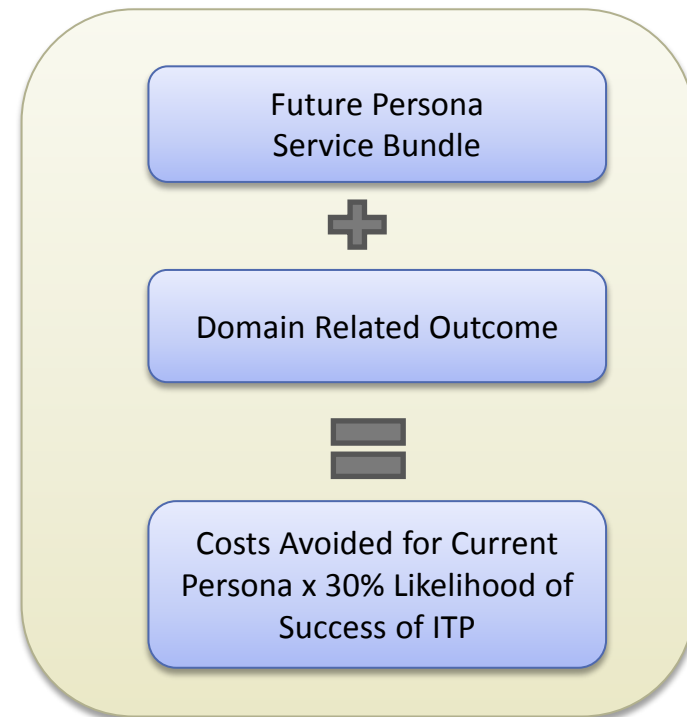 Future Persona
Service Bundle
Domain Related Outcome
Costs Avoided for Current
Persona x 30% Likelihood of
Success of ITP